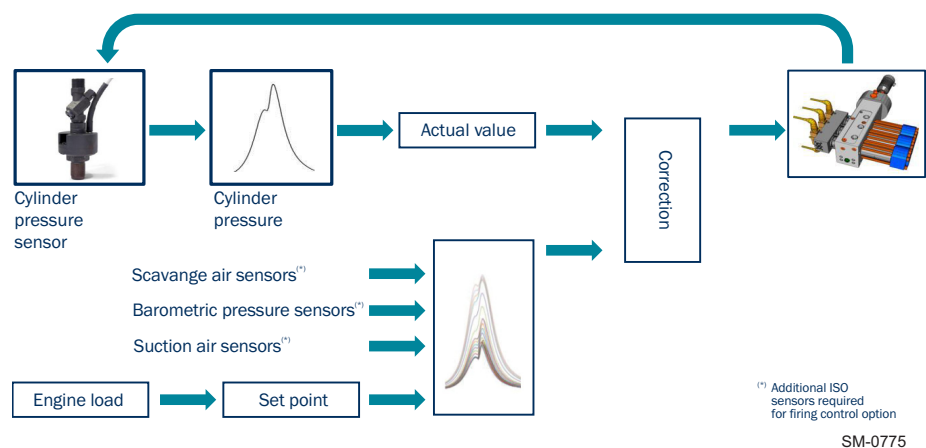 Actual value
Correction
Cylinder
pressure
sensor
Cylinder
pressure
Scavange air sensors(*)
Barometric pressure sensors(*)
Suction air sensors(*)
Engine load
Set point
(*) Additional ISO
sensors required
for firing control option
SM-0775